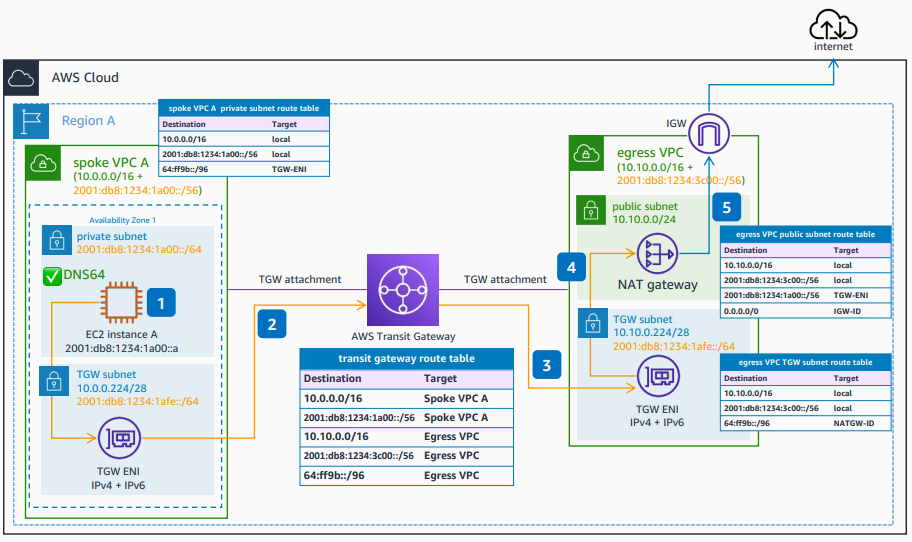 internet
AWS Cloud
Region A
spoke VPC A private subnet route table
Destination Target
10.0.0.0/16 local
2001:db8:1234:1a00::/56 local
64:ff9b::/96 TGW-ENI
spoke VPC A
(10.0.0.0/16 +
2001:db8:1234:1a00::/56)
Availability Zone 1
private subnet
2001:db8:1234:1a00::/64
DNS64
1
EC2 instance A
2001:db8:1234:1a00::a
TGW subnet
10.0.0.224/28
2001:db8:1234:1afe::/64
TGW ENI
IPv4 + IPv6
TGW attachment
2
AWS Transit Gateway
TGW attachment
3
transit gateway route table
Destination Target
10.0.0.0/16 Spoke VPC A
2001:db8:1234:1a00::/56 Spoke VPC A
10.10.0.0/16 Egress VPC
2001:db8:1234:3c00::/56 Egress VPC
64:ff9b::/96 Egress VPC
IGW
egress VPC
(10.10.0.0/16 +
2001:db8:1234:3c00::/56)
public subnet
10.10.0.0/24
5
4
NAT gateway
TGW subnet
10.10.0.224/28
2001:db8:1234:1afe::/64
TGW ENI
IPv4 + IPv6
egress VPC public subnet route table
Destination Target
10.10.0.0/16 local
2001:db8:1234:3c00::/56 local
2001:db8:1234:1a00::/56 TGW-ENI
0.0.0.0/0 IGW-ID
egress VPC TGW subnet route table
Destination Target
10.10.0.0/16 local
2001:db8:1234:3c00::/56 local
64:ff9b::/96 NATGW-ID